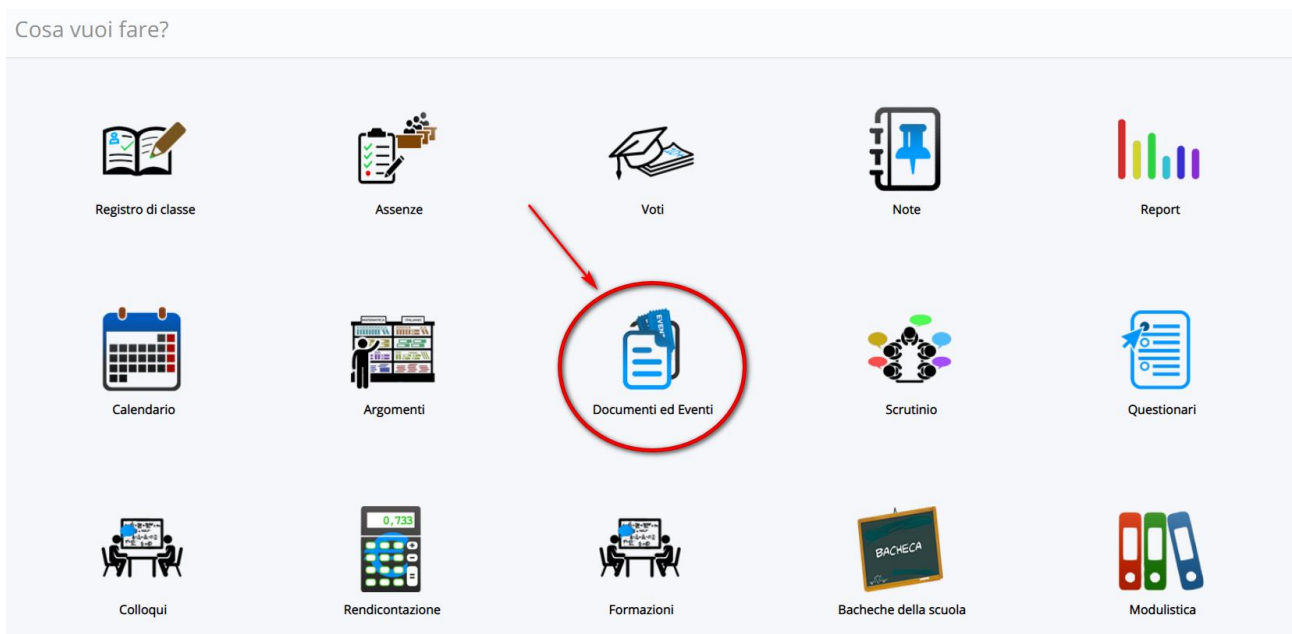 Cosa vuoi fare?
Registro di classe
Assenze
Voti
Note
Report
EVEN
Calendario
Argomenti
Documenti ed Eventi
Scrutinio
Questionari
0,733
BACHECA
Colloqui
Rendicontazione
Formazioni
Bacheche della scuola
Modulistica